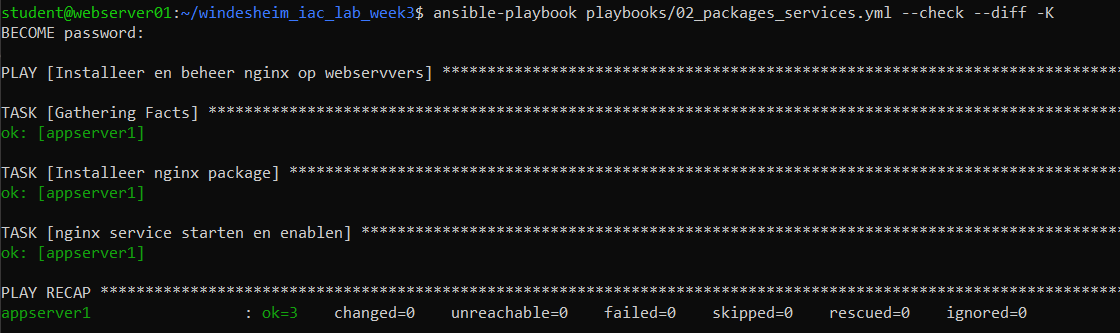 student@webserver01:~/windesheim_iac_lab_week3$ ansible-playbook playbooks/02_packages_services.yml --check --diff -K
BECOME password:
PLAY [Installeer en beheer nginx op webservvers] ***************************************************************************
TASK [Gathering Facts] *****************************************************************************************************
ok: [appserver1]
TASK [Installeer nginx package] ********************************************************************************************
ok: [appserver1]
TASK [nginx service starten en enablen] ************************************************************************************
ok: [appserver1]
PLAY RECAP *****************************************************************************************************************
appserver1                 : ok=3    changed=0    unreachable=0    failed=0    skipped=0    rescued=0    ignored=0